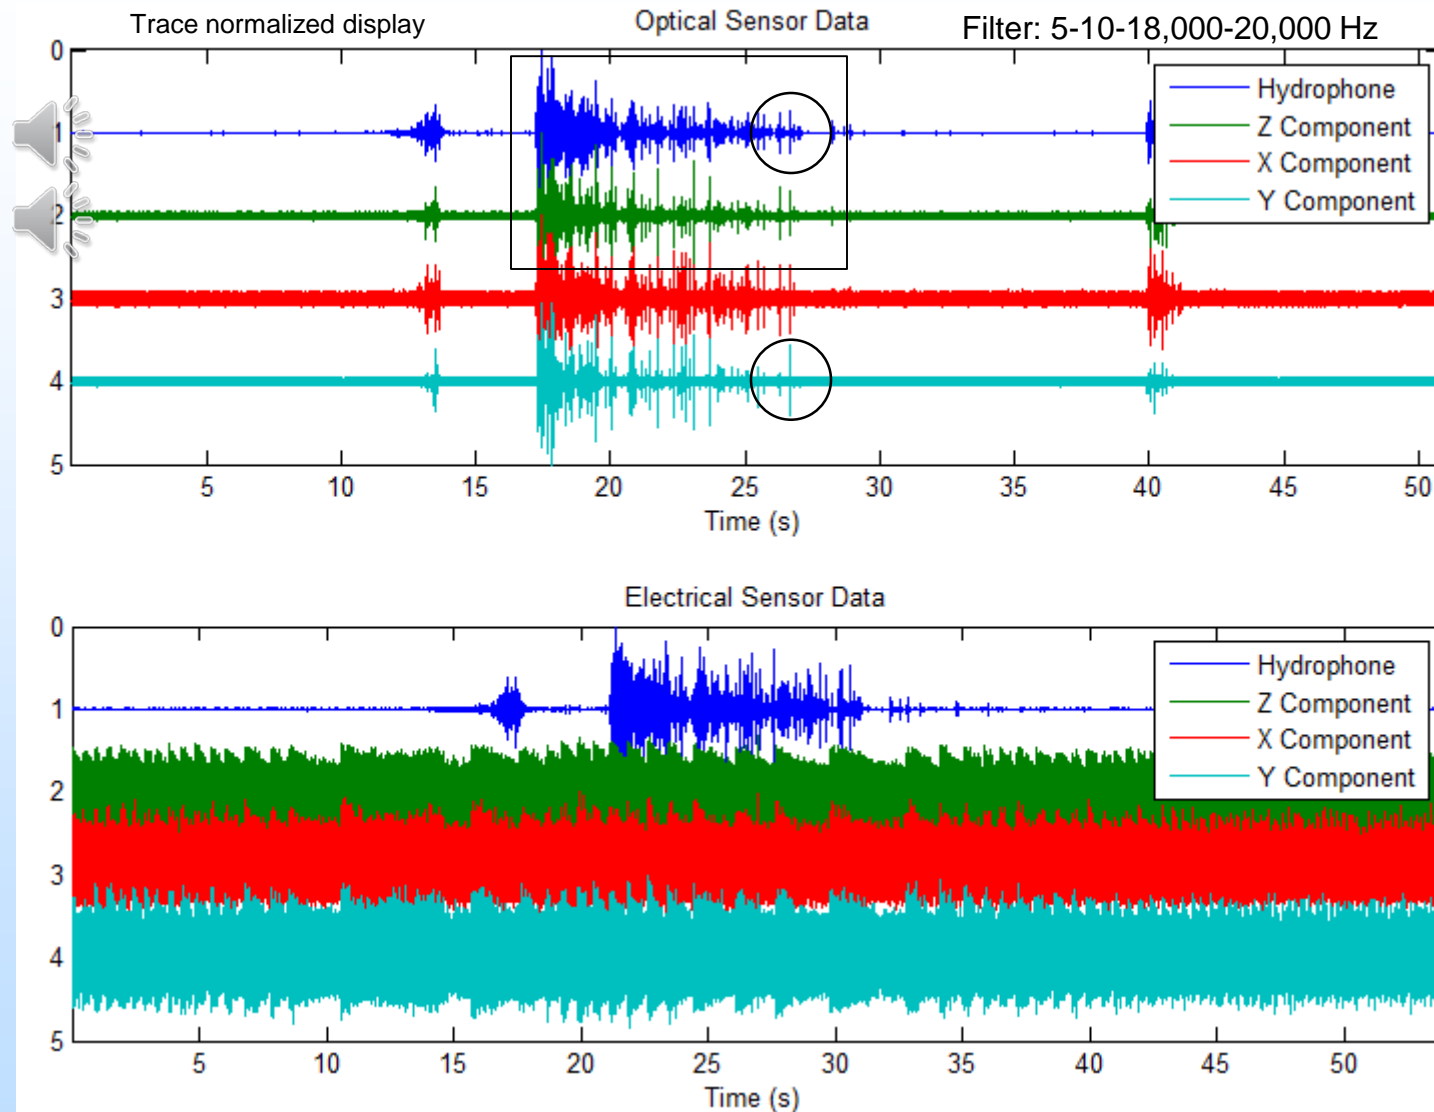 Trace normalized display
Optical Sensor Data
Filter: 5-10-18,000-20,000 Hz
0
1
2
3
4
5
Hydrophone
Z Component
X Component
Y Component
5 10 15 20 25 30 35 40 45 50
Time (s)
Electrical Sensor Data
0
1
2
3
4
5
Hydrophone
Z Component
X Component
Y Component
5 10 15 20 25 30 35 40 45 50
Time (s)